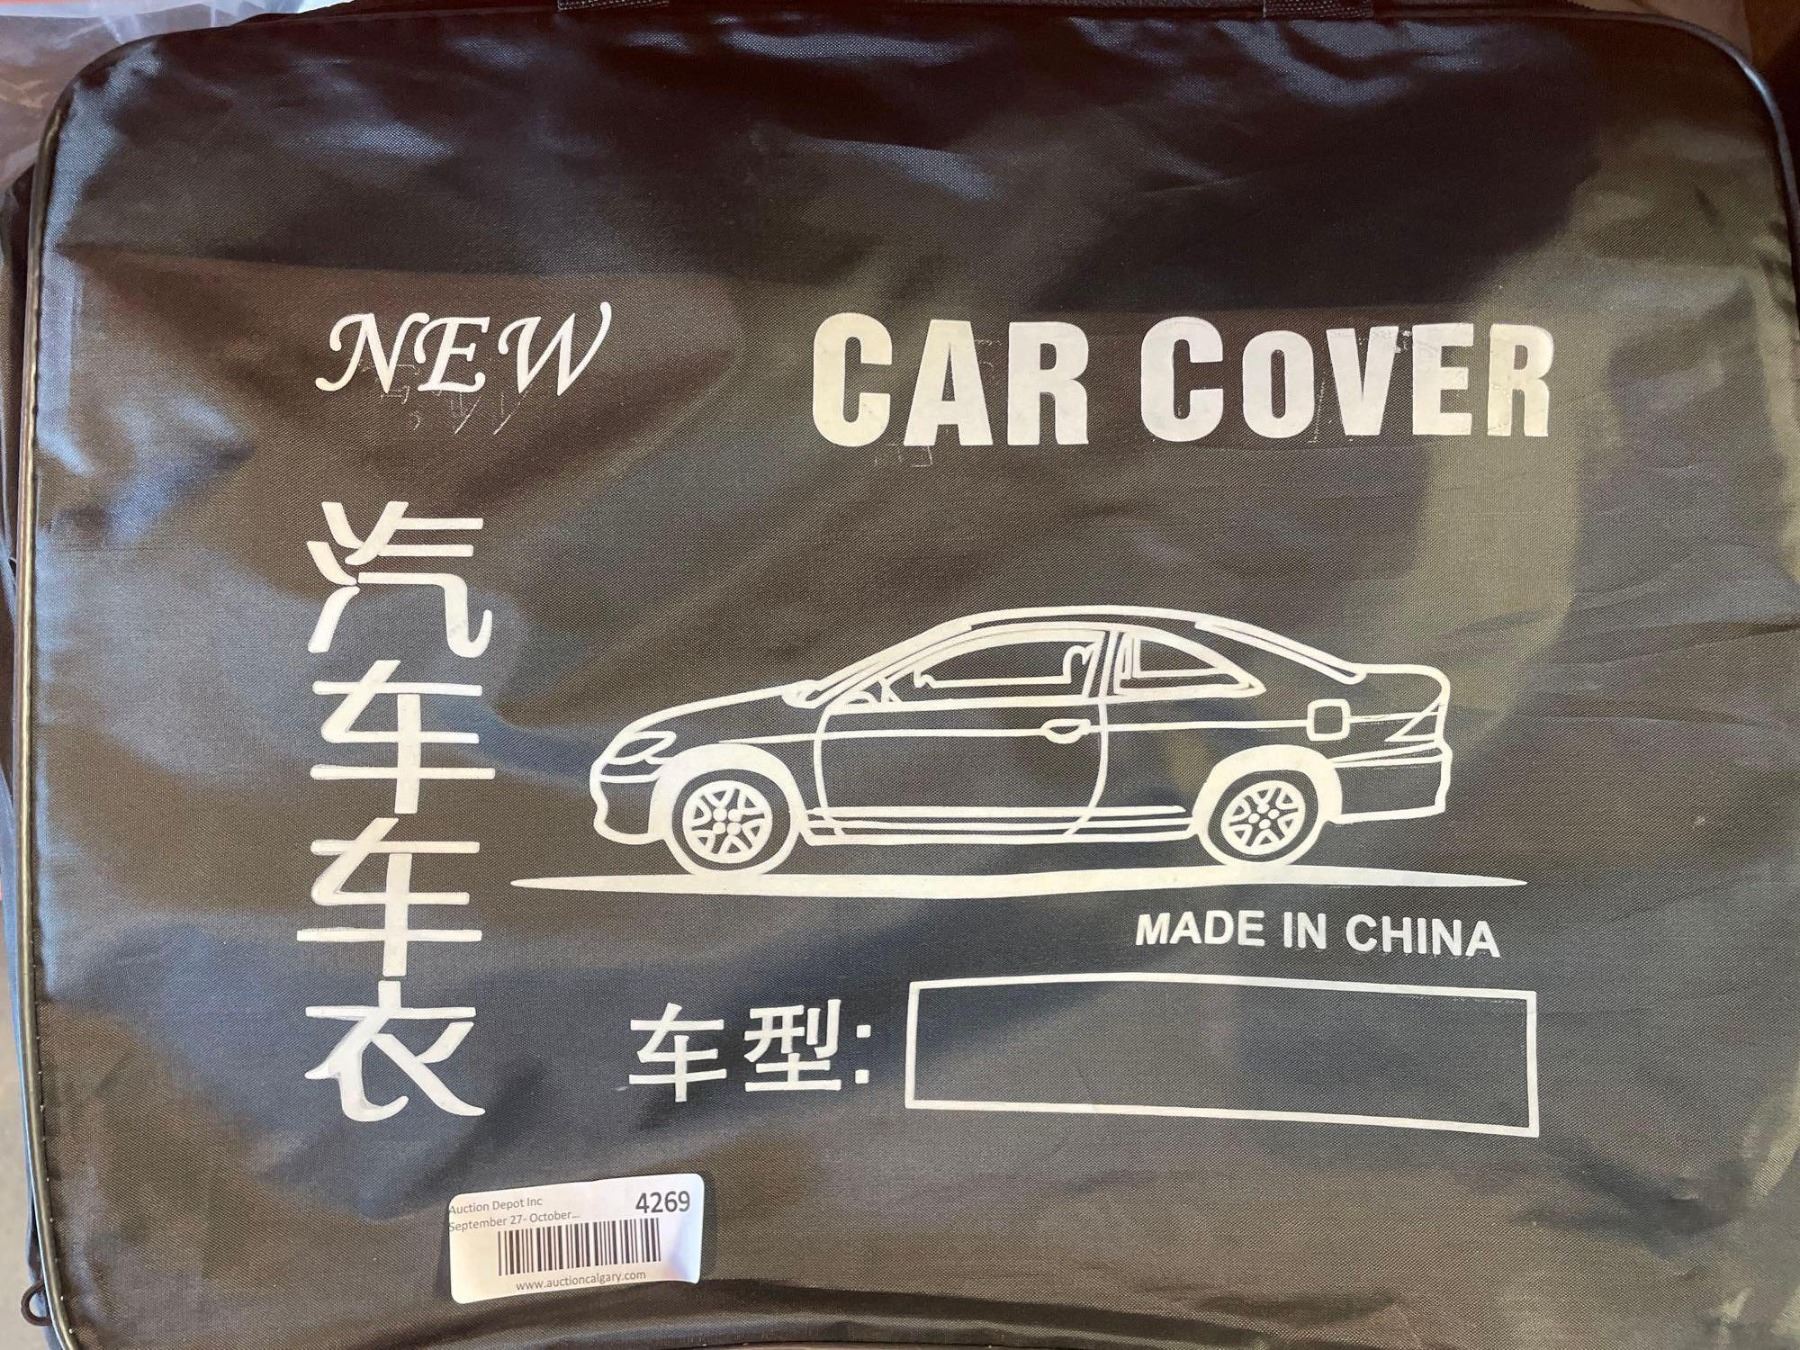 NEW
CAR COVER
汽车车衣
MADE IN CHINA
车型:
Auction Depot Inc
4269
September 27- October...
www.auctioncalgary.com